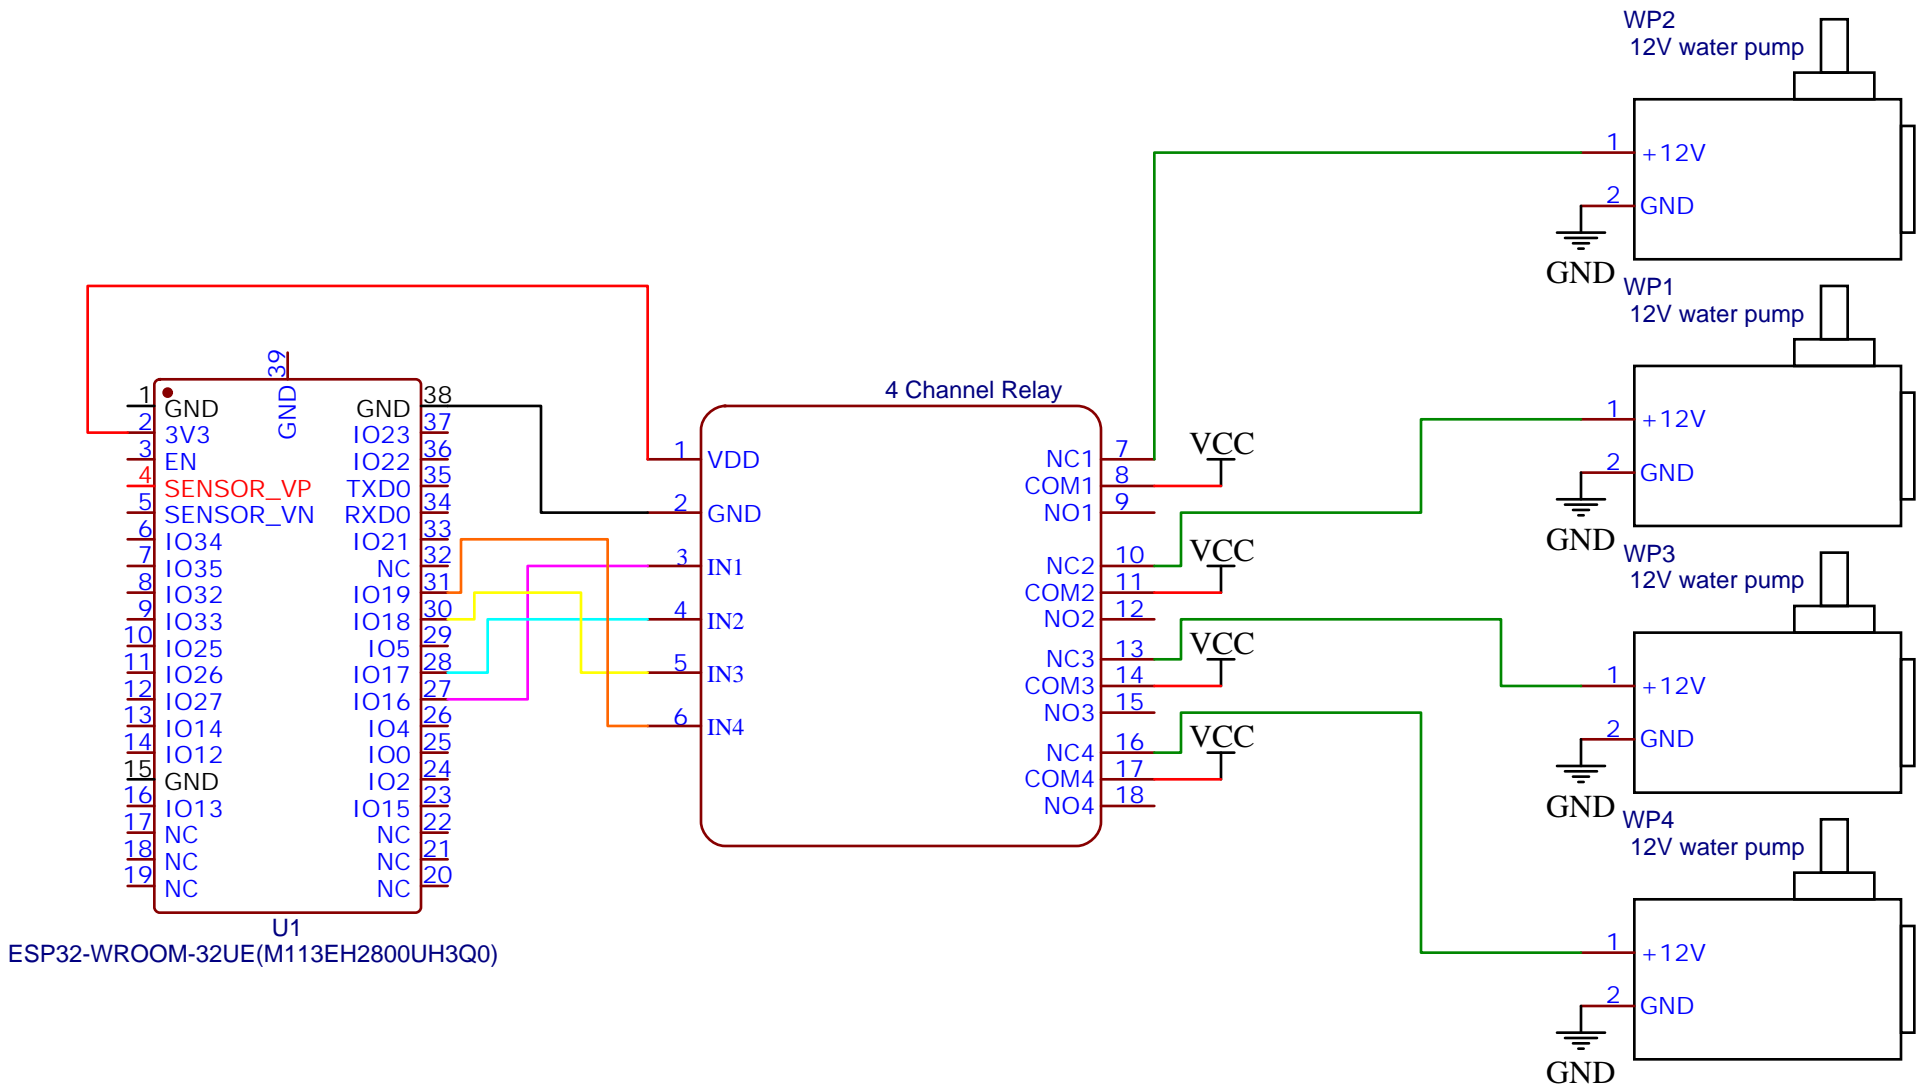 WP2
12V water pump
1
+12V
2
GND
GND
WP1
12V water pump
1
+12V
2
GND
GND
WP3
12V water pump
1
+12V
2
GND
GND
WP4
12V water pump
1
+12V
2
GND
GND
39
GND
1
GND
2
3V3
3
EN
4
SENSOR_VP
5
SENSOR_VN
6
IO34
7
IO35
8
IO32
9
IO33
10
IO25
11
IO26
12
IO27
13
IO14
14
IO12
15
GND
16
IO13
17
NC
18
NC
19
NC
38
GND
37
IO23
36
IO22
35
TXD0
34
RXD0
33
IO21
32
NC
31
IO19
30
IO18
29
IO5
28
IO17
27
IO16
26
IO4
25
IO0
24
IO2
23
IO15
22
NC
21
NC
20
NC
U1
ESP32-WROOM-32UE(M113EH2800UH3Q0)
4 Channel Relay
1
VDD
2
GND
3
IN1
4
IN2
5
IN3
6
IN4
NC1
7
COM1
8
VCC
NO1
9
NC2
10
COM2
11
VCC
NO2
12
NC3
13
COM3
14
VCC
NO3
15
NC4
16
COM4
17
VCC
NO4
18